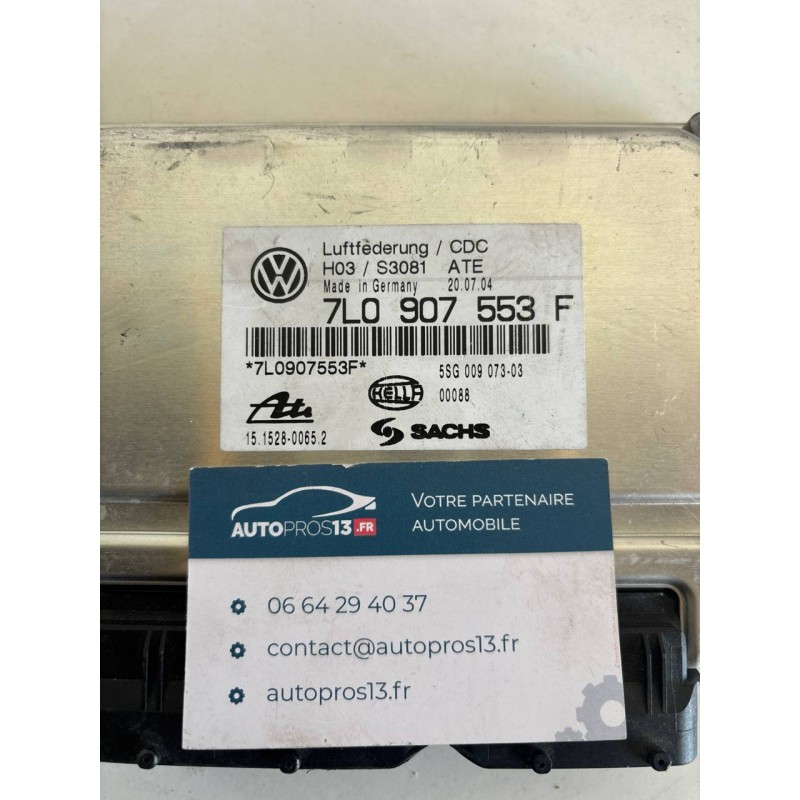 Luftfederung / CDC
H03 / S3081 ATE
Made in Germany 20.07.04
7L0 907 553 F
*7L0907553F*
5SG 009 073-03
HELLA
00088
Ate
15.1528-0065.2
SACHS
AUTOPROS13.FR
VOTRE PARTENAIRE
AUTOMOBILE
06 64 29 40 37
contact@autopros13.fr
autopros13.fr